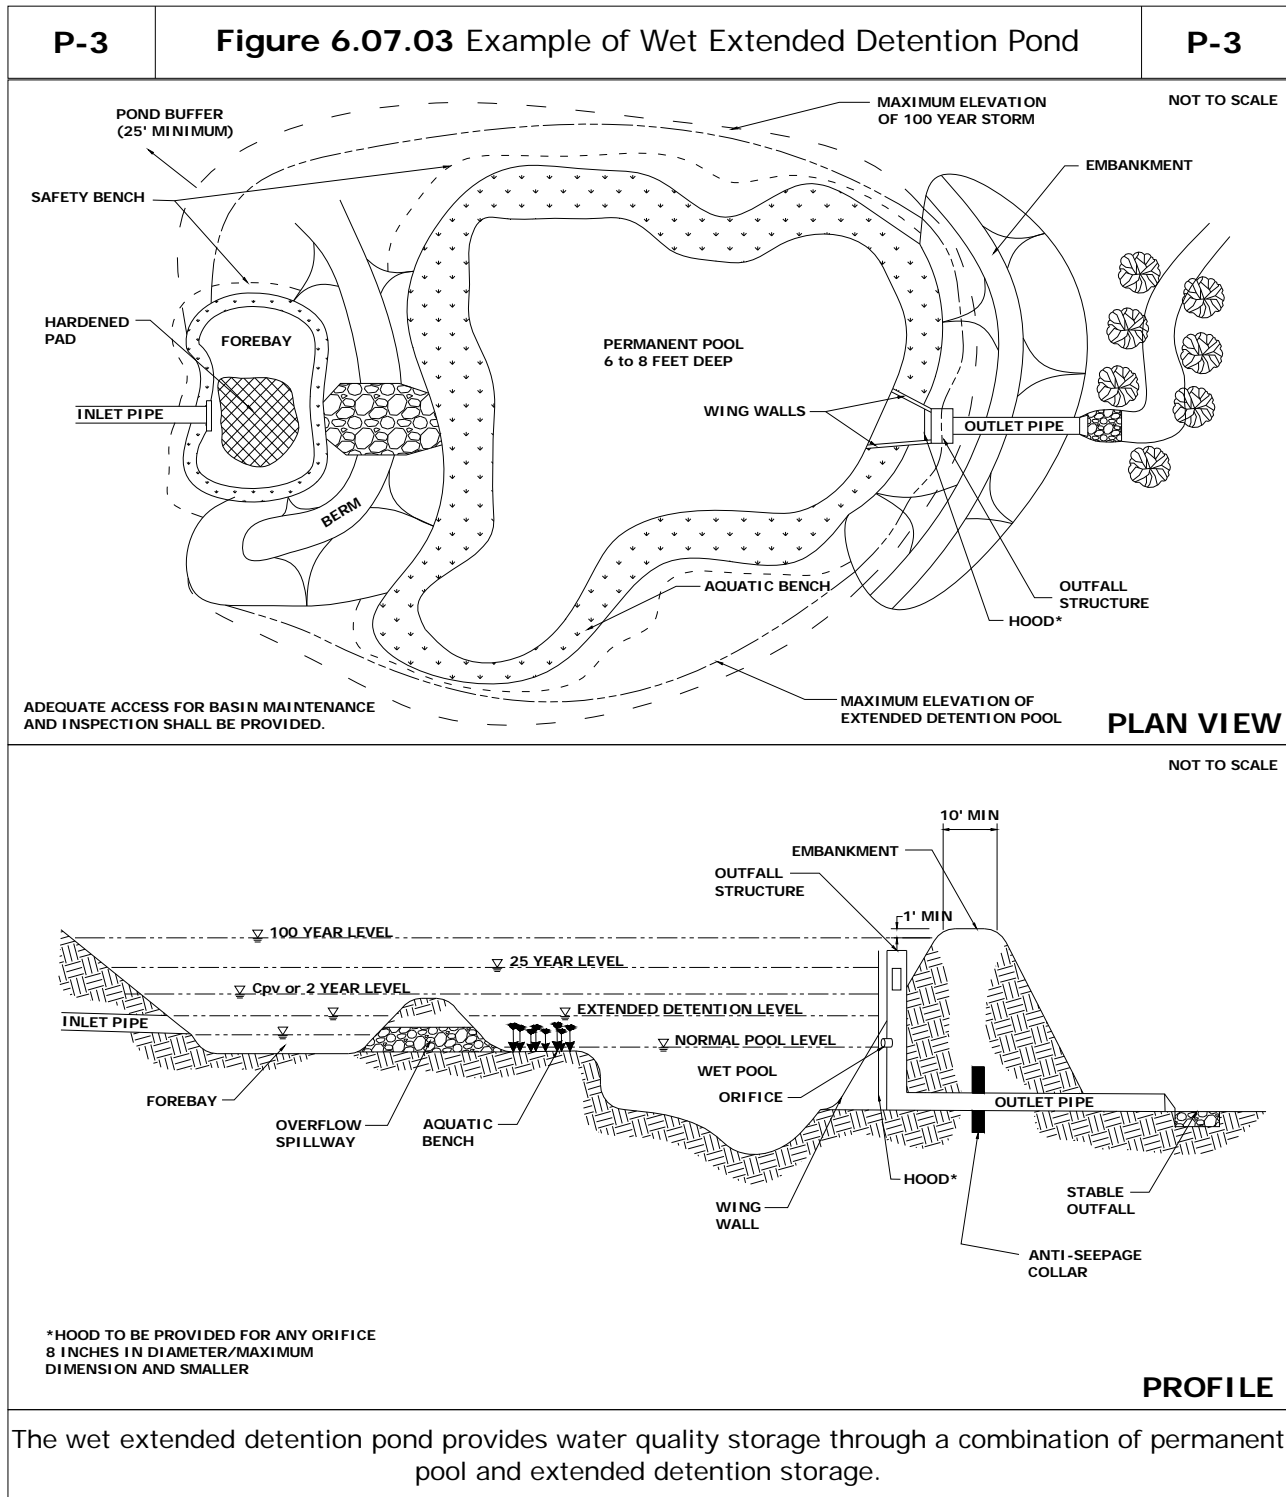 P-3
Figure 6.07.03 Example of Wet Extended Detention Pond
P-3
NOT TO SCALE
POND BUFFER
(25' MINIMUM)
MAXIMUM ELEVATION
OF 100 YEAR STORM
EMBANKMENT
SAFETY BENCH
HARDENED
PAD
FOREBAY
PERMANENT POOL
6 to 8 FEET DEEP
INLET PIPE
WING WALLS
OUTLET PIPE
BERM
AQUATIC BENCH
OUTFALL
STRUCTURE
HOOD*
MAXIMUM ELEVATION OF
EXTENDED DETENTION POOL
ADEQUATE ACCESS FOR BASIN MAINTENANCE
AND INSPECTION SHALL BE PROVIDED.
PLAN VIEW
NOT TO SCALE
10' MIN
EMBANKMENT
OUTFALL
STRUCTURE
1' MIN
100 YEAR LEVEL
25 YEAR LEVEL
Cpv or 2 YEAR LEVEL
EXTENDED DETENTION LEVEL
INLET PIPE
NORMAL POOL LEVEL
WET POOL
ORIFICE
FOREBAY
OUTLET PIPE
OVERFLOW
SPILLWAY
AQUATIC
BENCH
HOOD*
WING
WALL
STABLE
OUTFALL
ANTI-SEEPAGE
COLLAR
*HOOD TO BE PROVIDED FOR ANY ORIFICE
8 INCHES IN DIAMETER/MAXIMUM
DIMENSION AND SMALLER
PROFILE
The wet extended detention pond provides water quality storage through a combination of permanent
pool and extended detention storage.